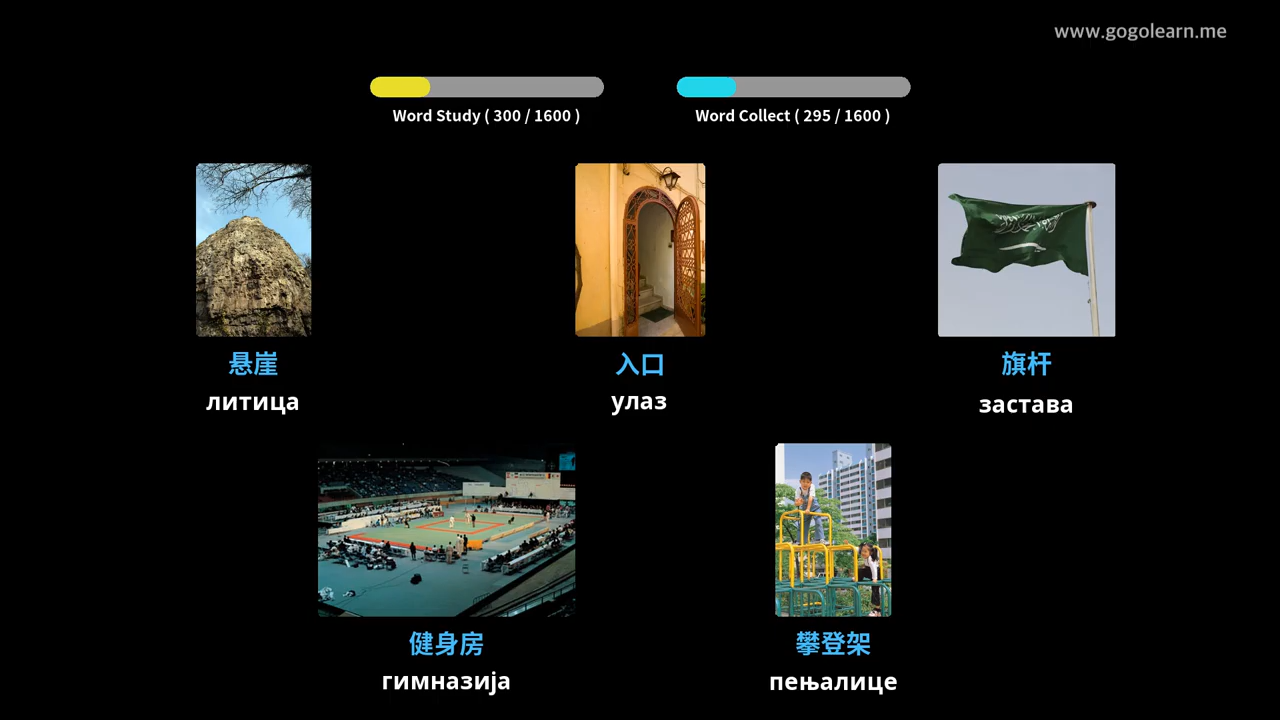 www.gogolearn.me
Word Study ( 300 / 1600 )
Word Collect ( 295 / 1600 )
悬崖
литица
入口
улаз
旗杆
застава
健身房
гимназија
攀登架
пењалице